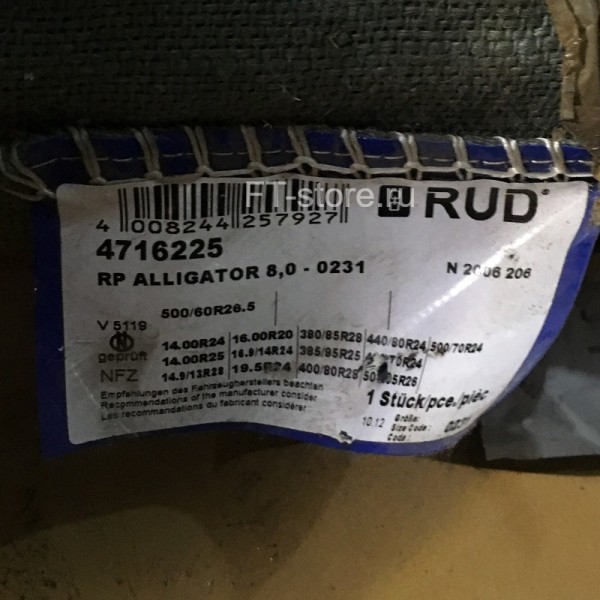 FT-store.ru
4 008244 257927 RUD
4716225
RP ALLIGATOR 8,0 - 0231 N 2006 206
500/60R26.5
V 5119
geprüft
NFZ
14.00R24 16.00R20 380/85R28 440/80R24 500/70R24
14.00R25 16.9/14R24 385/95R25
14.9/13R28 19.5R24 400/80R28
Empfehlungen des Fahrzeugherstellers beachten
Recommendations of the manufacturer consider
Les recommendations du fabricant considérer
1 Stück/pce./pièc.
10.12 Größe:
Size Code:
Code: